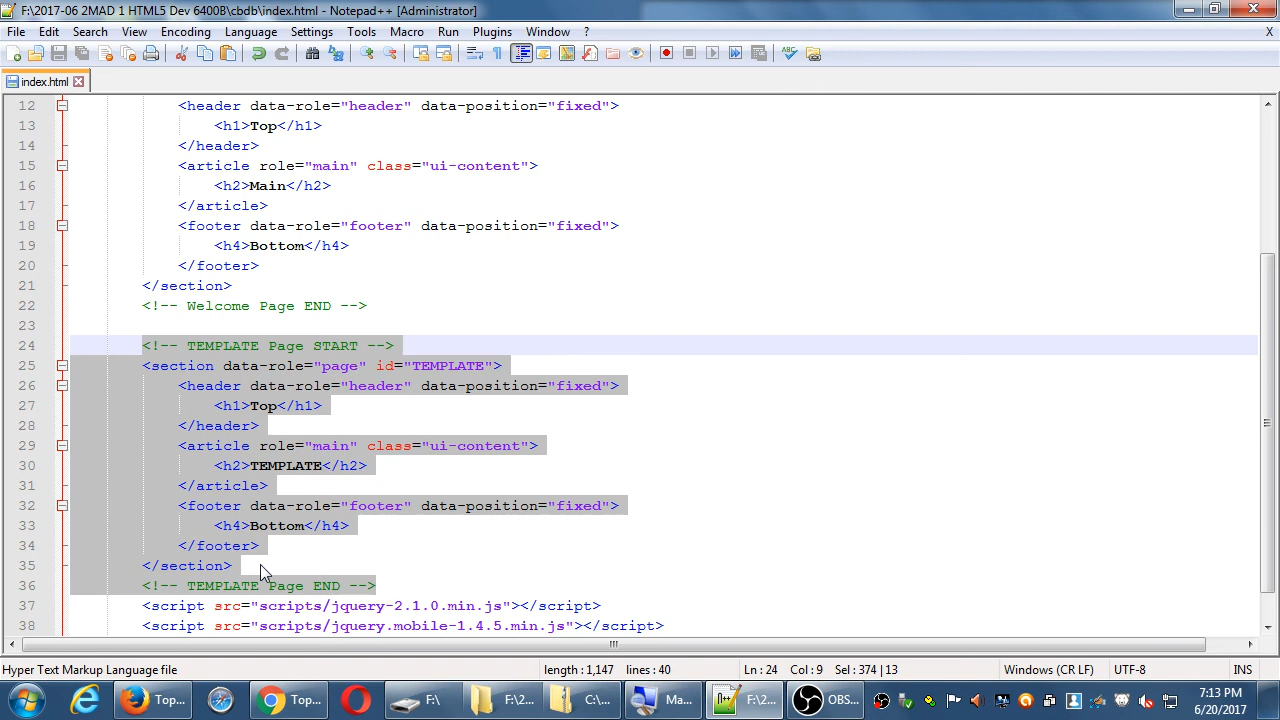 F:\2017-06 2MAD 1 HTML5 Dev 6400B\cbdb\index.html - Notepad++ [Administrator]
File Edit Search View Encoding Language Settings Tools Macro Run Plugins Window ? X
index.html
12 <header data-role="header" data-position="fixed">
13 <h1>Top</h1>
14 </header>
15 <article role="main" class="ui-content">
16 <h2>Main</h2>
17 </article>
18 <footer data-role="footer" data-position="fixed">
19 <h4>Bottom</h4>
20 </footer>
21 </section>
22 <!-- Welcome Page END -->
23
24 <!-- TEMPLATE Page START -->
25 <section data-role="page" id="TEMPLATE">
26 <header data-role="header" data-position="fixed">
27 <h1>Top</h1>
28 </header>
29 <article role="main" class="ui-content">
30 <h2>TEMPLATE</h2>
31 </article>
32 <footer data-role="footer" data-position="fixed">
33 <h4>Bottom</h4>
34 </footer>
35 </section>
36 <!-- TEMPLATE Page END -->
37 <script src="scripts/jquery-2.1.0.min.js"></script>
38 <script src="scripts/jquery.mobile-1.4.5.min.js"></script>
Hyper Text Markup Language file length : 1,147 lines : 40 Ln : 24 Col : 9 Sel : 374 | 13 Windows (CR LF) UTF-8 INS
Top... Top... F:\ F:\2... C:\... Ma... F:\2... OBS... 7:13 PM
6/20/2017